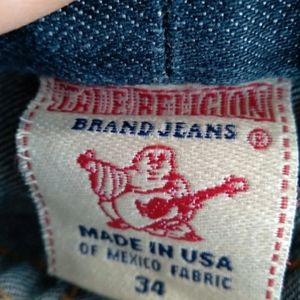 TRUE RELIGION
BRAND JEANS ®
MADE IN USA
OF MEXICO FABRIC
34